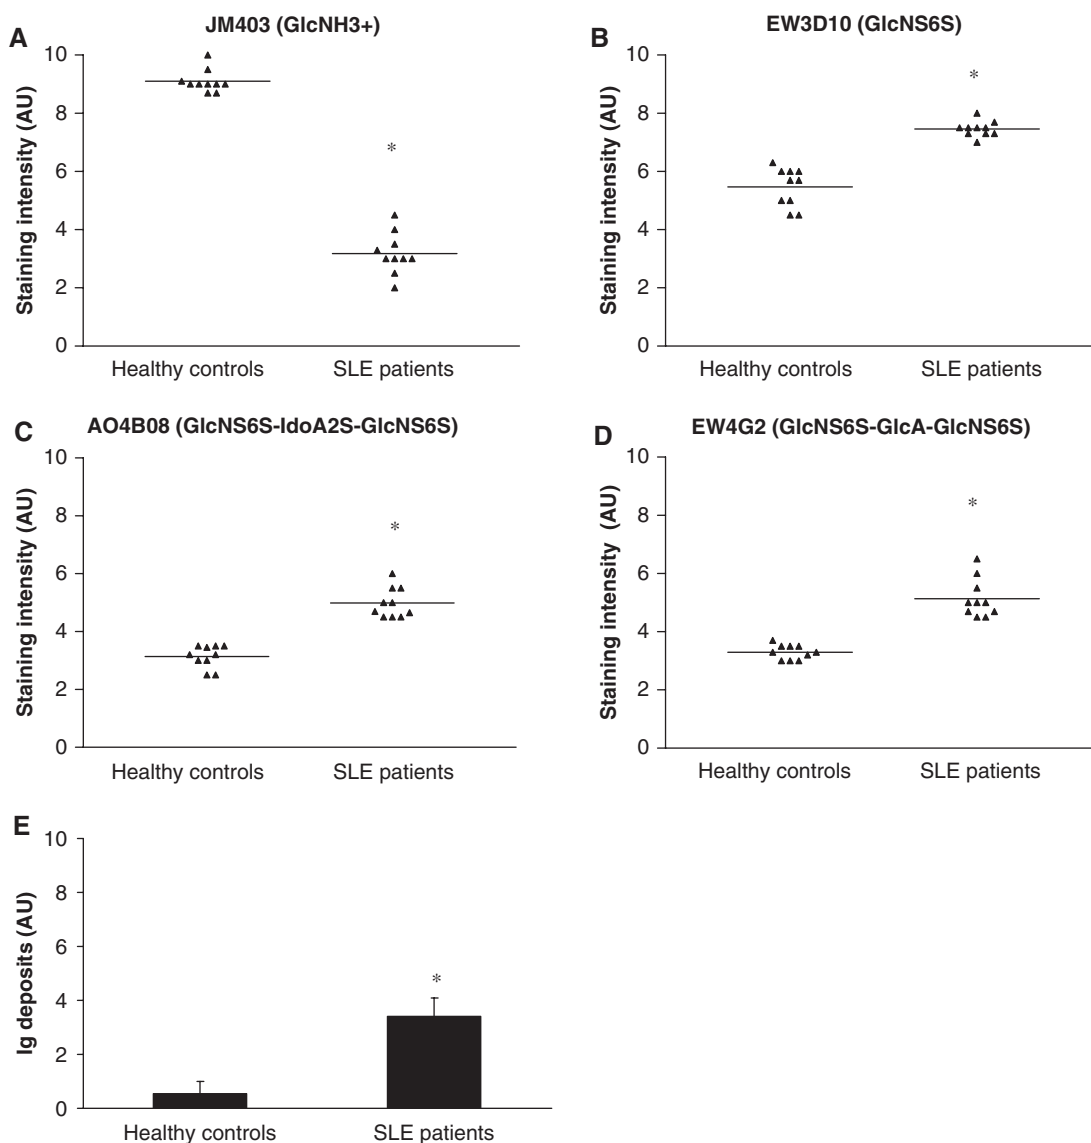 A
JM403 (GlcNH3+)
Staining intensity (AU)
10
8
6
4
2
0
*
Healthy controls
SLE patients
B
EW3D10 (GlcNS6S)
Staining intensity (AU)
10
8
6
4
2
0
*
Healthy controls
SLE patients
C
AO4B08 (GlcNS6S-IdoA2S-GlcNS6S)
Staining intensity (AU)
10
8
6
4
2
0
*
Healthy controls
SLE patients
D
EW4G2 (GlcNS6S-GlcA-GlcNS6S)
Staining intensity (AU)
10
8
6
4
2
0
*
Healthy controls
SLE patients
E
Ig deposits (AU)
10
8
6
4
2
0
*
Healthy controls
SLE patients